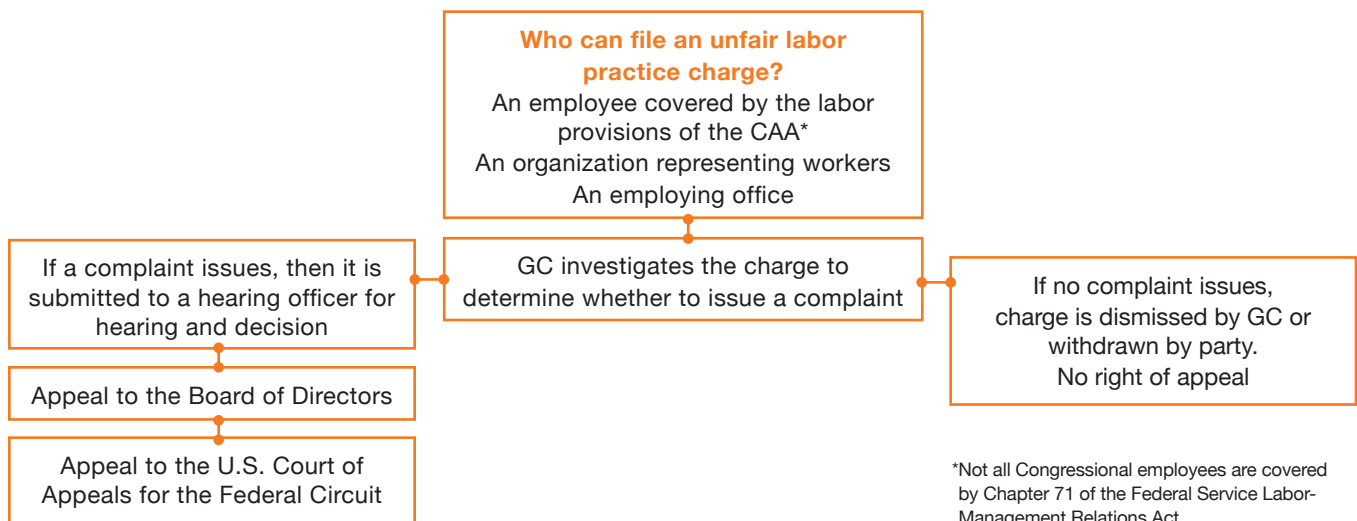 Who can file an unfair labor
practice charge?
An employee covered by the labor
provisions of the CAA*
An organization representing workers
An employing office
GC investigates the charge to
determine whether to issue a complaint
If a complaint issues, then it is
submitted to a hearing officer for
hearing and decision
Appeal to the Board of Directors
Appeal to the U.S. Court of
Appeals for the Federal Circuit
If no complaint issues,
charge is dismissed by GC or
withdrawn by party.
No right of appeal
*Not all Congressional employees are covered
by Chapter 71 of the Federal Service Labor-
Management Relations Act